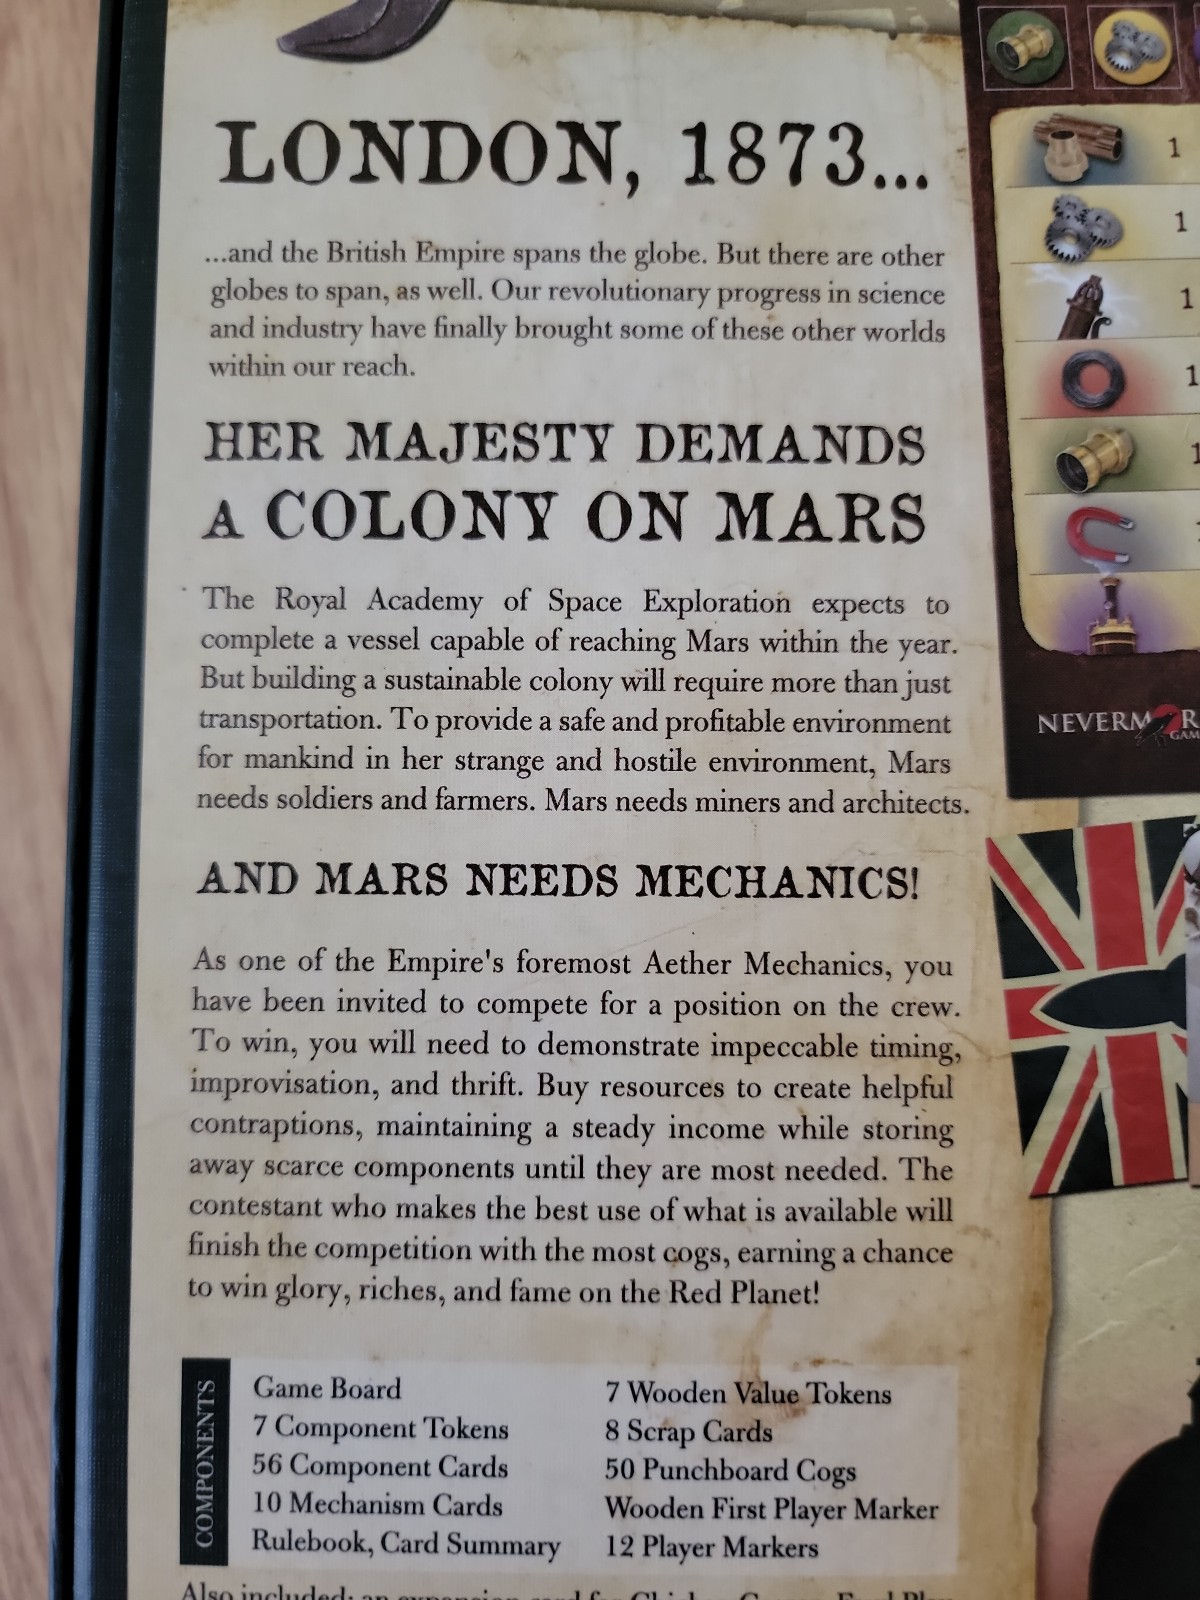 LONDON, 1873...
...and the British Empire spans the globe. But there are other
globes to span, as well. Our revolutionary progress in science
and industry have finally brought some of these other worlds
within our reach.
HER MAJESTY DEMANDS
A COLONY ON MARS
The Royal Academy of Space Exploration expects to
complete a vessel capable of reaching Mars within the year.
But building a sustainable colony will require more than just
transportation. To provide a safe and profitable environment
for mankind in her strange and hostile environment, Mars
needs soldiers and farmers. Mars needs miners and architects.
AND MARS NEEDS MECHANICS!
As one of the Empire's foremost Aether Mechanics, you
have been invited to compete for a position on the crew.
To win, you will need to demonstrate impeccable timing,
improvisation, and thrift. Buy resources to create helpful
contraptions, maintaining a steady income while storing
away scarce components until they are most needed. The
contestant who makes the best use of what is available will
finish the competition with the most cogs, earning a chance
to win glory, riches, and fame on the Red Planet!
COMPONENTS
Game Board
7 Component Tokens
56 Component Cards
10 Mechanism Cards
Rulebook, Card Summary
7 Wooden Value Tokens
8 Scrap Cards
50 Punchboard Cogs
Wooden First Player Marker
12 Player Markers
Also included: an expansion card for
1
1
1
1
1